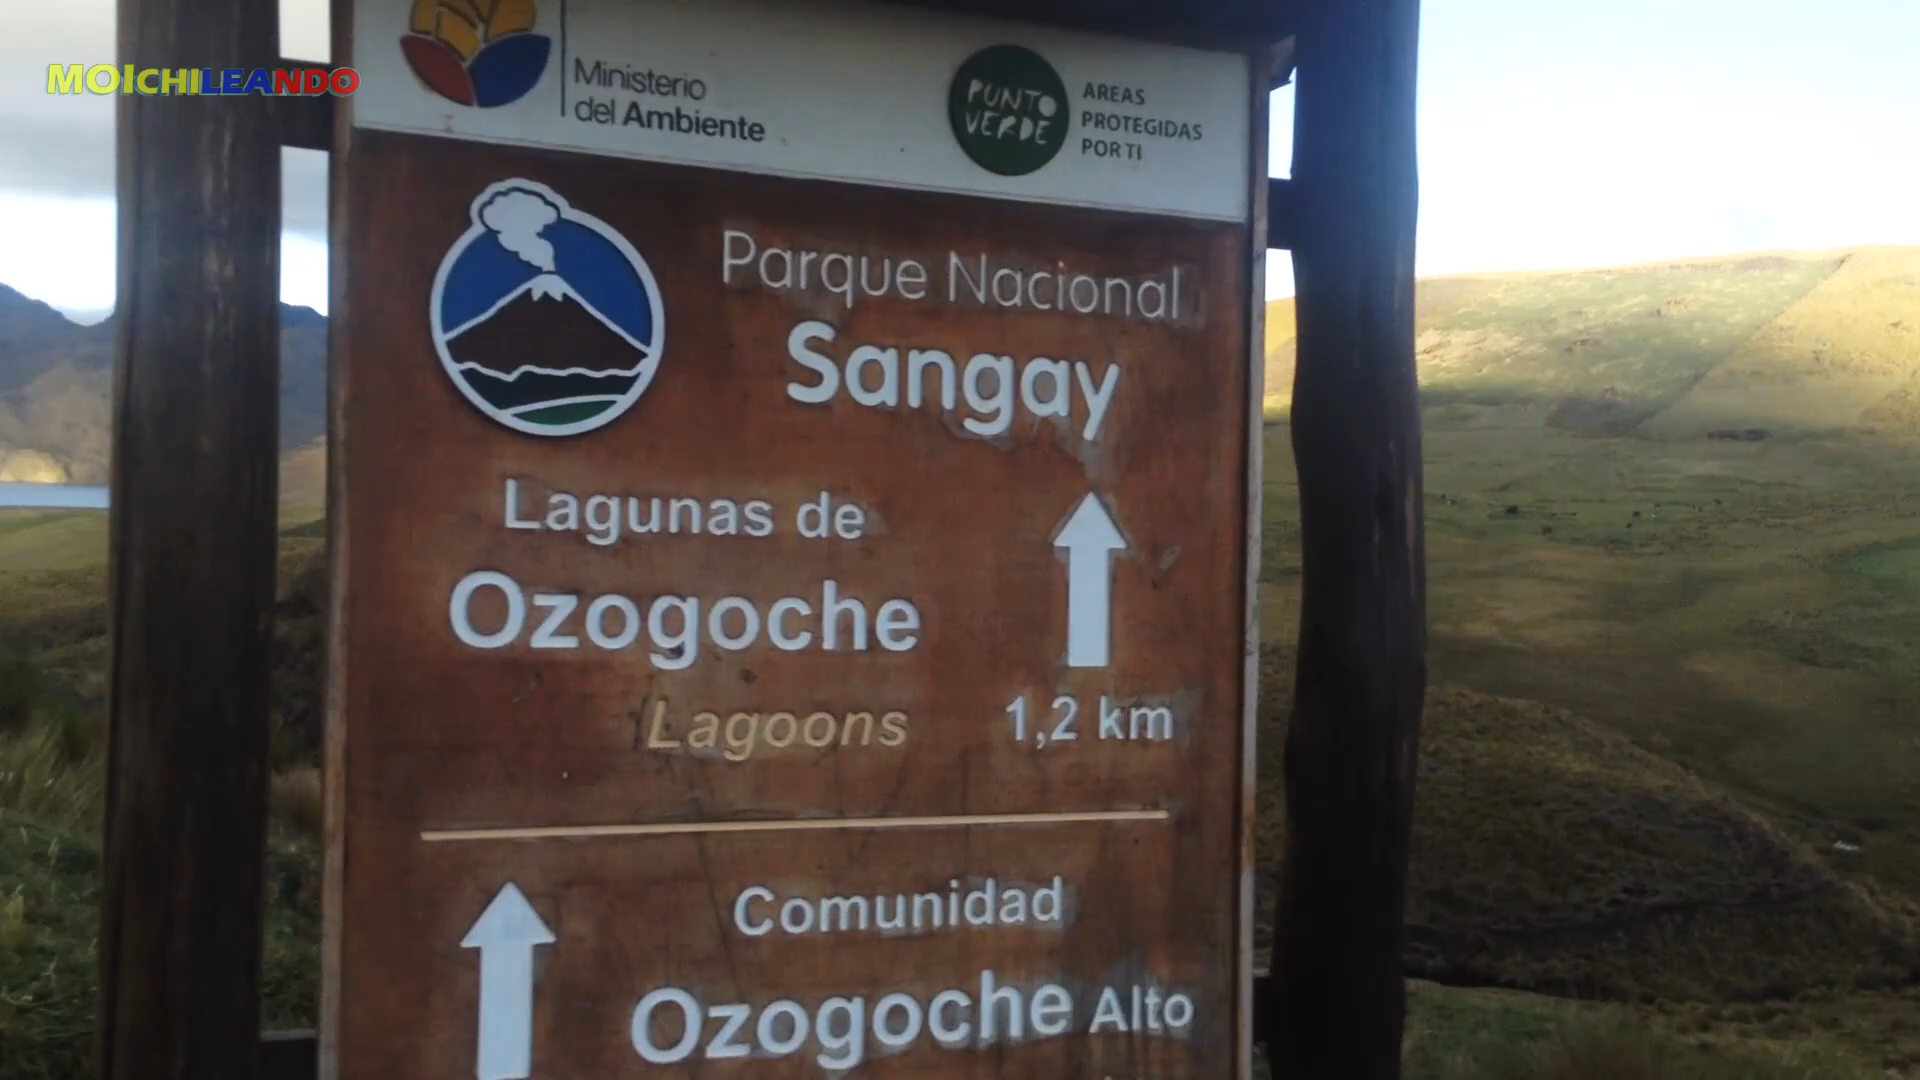 MOICHILEANDO
Ministerio
del Ambiente
PUNTO
VERDE
AREAS
PROTEGIDAS
POR TI
Parque Nacional
Sangay
Lagunas de
Ozogoche
Lagoons
1,2 km
Comunidad
Ozogoche Alto